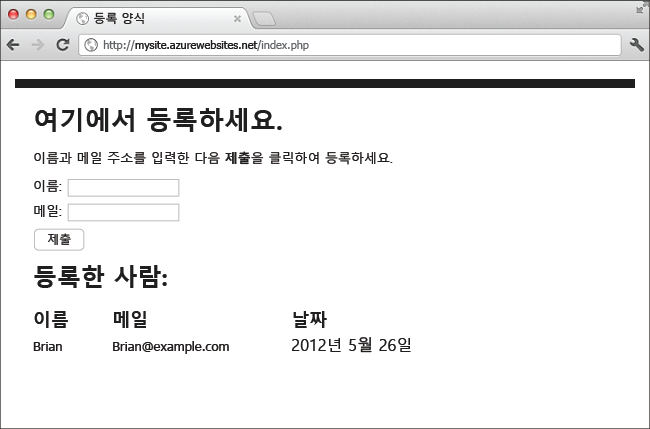 등록 양식
http://mysite.azurewebsites.net/index.php
여기에서 등록하세요.
이름과 메일 주소를 입력한 다음 제출을 클릭하여 등록하세요.
이름:
메일:
제출
등록한 사람:
이름 메일 날짜
Brian Brian@example.com 2012년 5월 26일